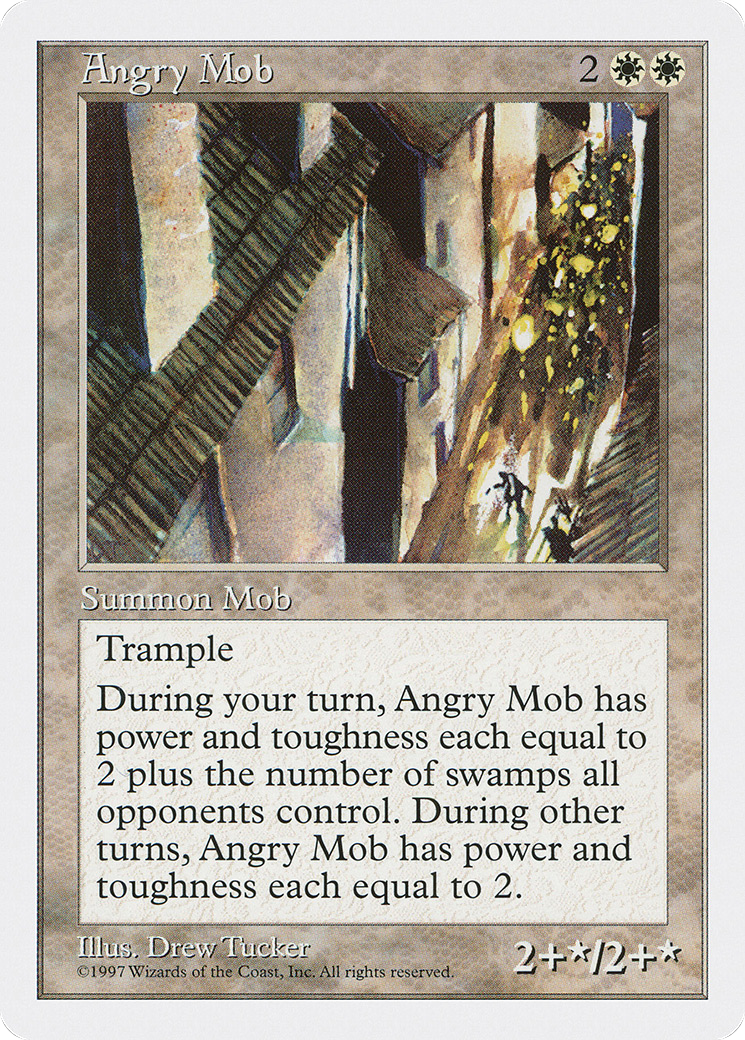 Angry Mob 2
Summon Mob
Trample
During your turn, Angry Mob has
power and toughness each equal to
2 plus the number of swamps all
opponents control. During other
turns, Angry Mob has power and
toughness each equal to 2.
Illus. Drew Tucker
©1997 Wizards of the Coast, Inc. All rights reserved.
2+*/2+*